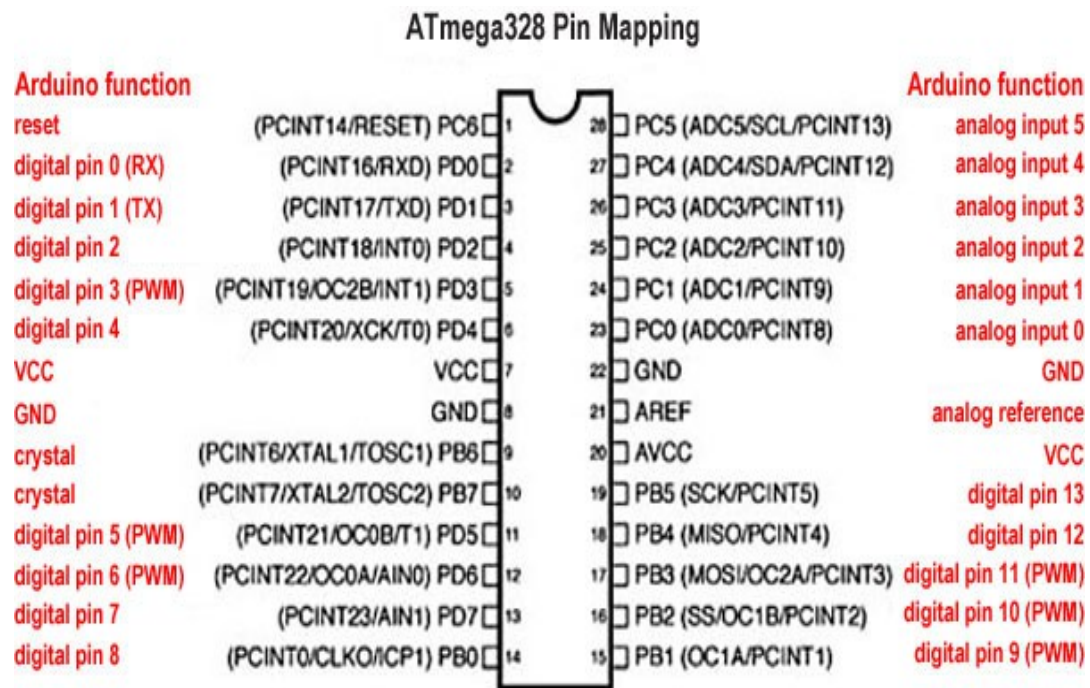 ATmega328 Pin Mapping
Arduino function Arduino function
reset (PCINT14/RESET) PC6 1 28 PC5 (ADC5/SCL/PCINT13) analog input 5
digital pin 0 (RX) (PCINT16/RXD) PD0 2 27 PC4 (ADC4/SDA/PCINT12) analog input 4
digital pin 1 (TX) (PCINT17/TXD) PD1 3 26 PC3 (ADC3/PCINT11) analog input 3
digital pin 2 (PCINT18/INT0) PD2 4 25 PC2 (ADC2/PCINT10) analog input 2
digital pin 3 (PWM) (PCINT19/OC2B/INT1) PD3 5 24 PC1 (ADC1/PCINT9) analog input 1
digital pin 4 (PCINT20/XCK/T0) PD4 6 23 PC0 (ADC0/PCINT8) analog input 0
VCC VCC 7 22 GND GND
GND GND 8 21 AREF analog reference
crystal (PCINT6/XTAL1/TOSC1) PB6 9 20 AVCC VCC
crystal (PCINT7/XTAL2/TOSC2) PB7 10 19 PB5 (SCK/PCINT5) digital pin 13
digital pin 5 (PWM) (PCINT21/OC0B/T1) PD5 11 18 PB4 (MISO/PCINT4) digital pin 12
digital pin 6 (PWM) (PCINT22/OC0A/AIN0) PD6 12 17 PB3 (MOSI/OC2A/PCINT3) digital pin 11 (PWM)
digital pin 7 (PCINT23/AIN1) PD7 13 16 PB2 (SS/OC1B/PCINT2) digital pin 10 (PWM)
digital pin 8 (PCINT0/CLKO/ICP1) PB0 14 15 PB1 (OC1A/PCINT1) digital pin 9 (PWM)